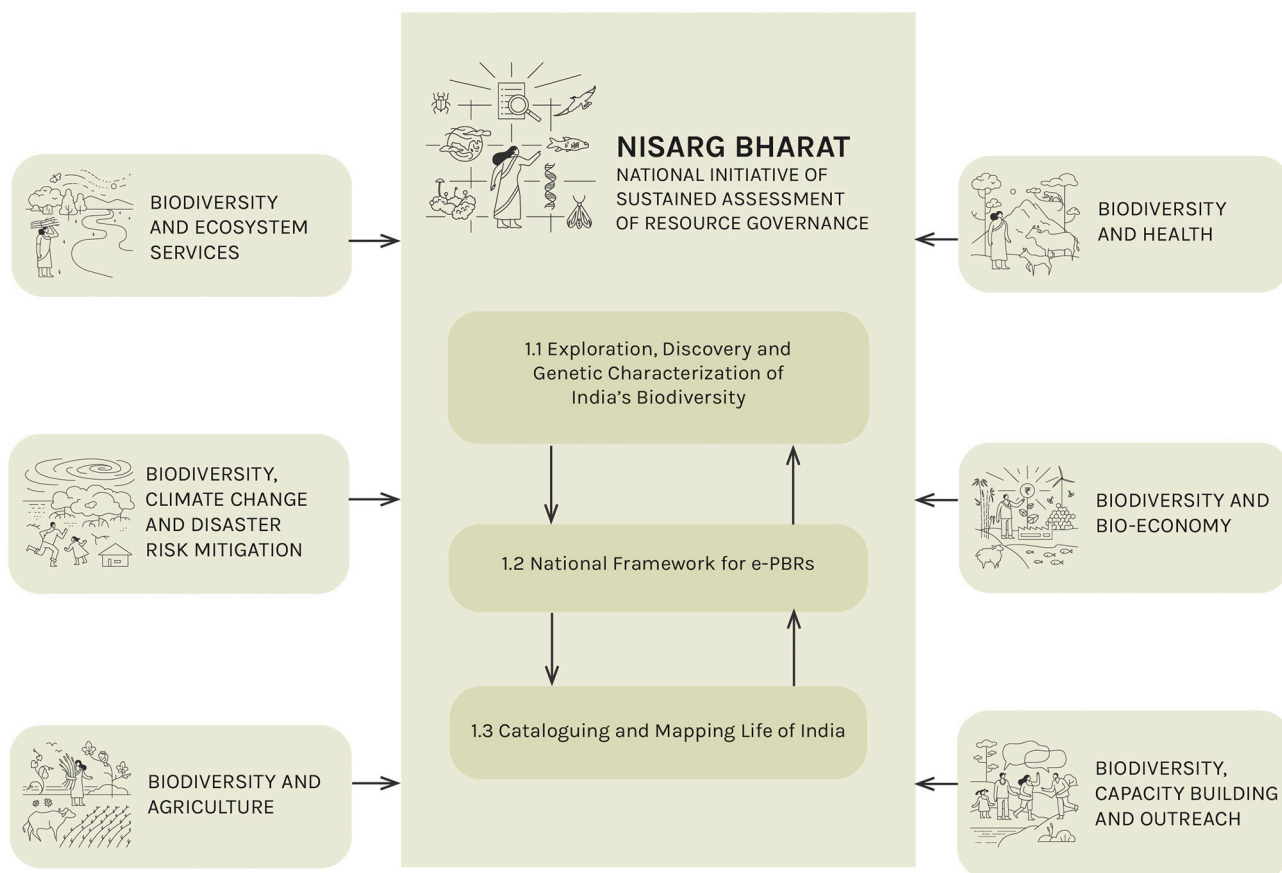 NISARG BHARAT
NATIONAL INITIATIVE OF
SUSTAINED ASSESSMENT
OF RESOURCE GOVERNANCE
BIODIVERSITY
AND ECOSYSTEM
SERVICES
BIODIVERSITY
AND HEALTH
1.1 Exploration, Discovery and
Genetic Characterization of
India's Biodiversity
BIODIVERSITY,
CLIMATE CHANGE
AND DISASTER
RISK MITIGATION
₹
BIODIVERSITY AND
BIO-ECONOMY
1.2 National Framework for e-PBRs
1.3 Cataloguing and Mapping Life of India
BIODIVERSITY AND
AGRICULTURE
BIODIVERSITY,
CAPACITY BUILDING
AND OUTREACH